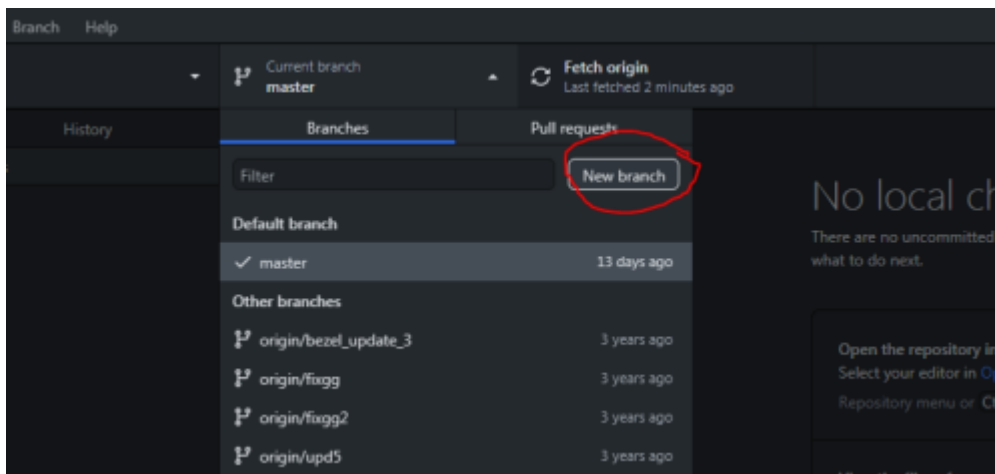 Branch Help
Current branch
master
Fetch origin
Last fetched 2 minutes ago
History
Branches
Pull requests
Filter
New branch
No local
Default branch
There are no uncommitted
what to do next.
master 13 days ago
Other branches
origin/bezel_update_3 3 years ago
Open the repository in
origin/fixgg 3 years ago
Select your editor in
Repository menu or
origin/fixgg2 3 years ago
origin/upd5 3 years ago